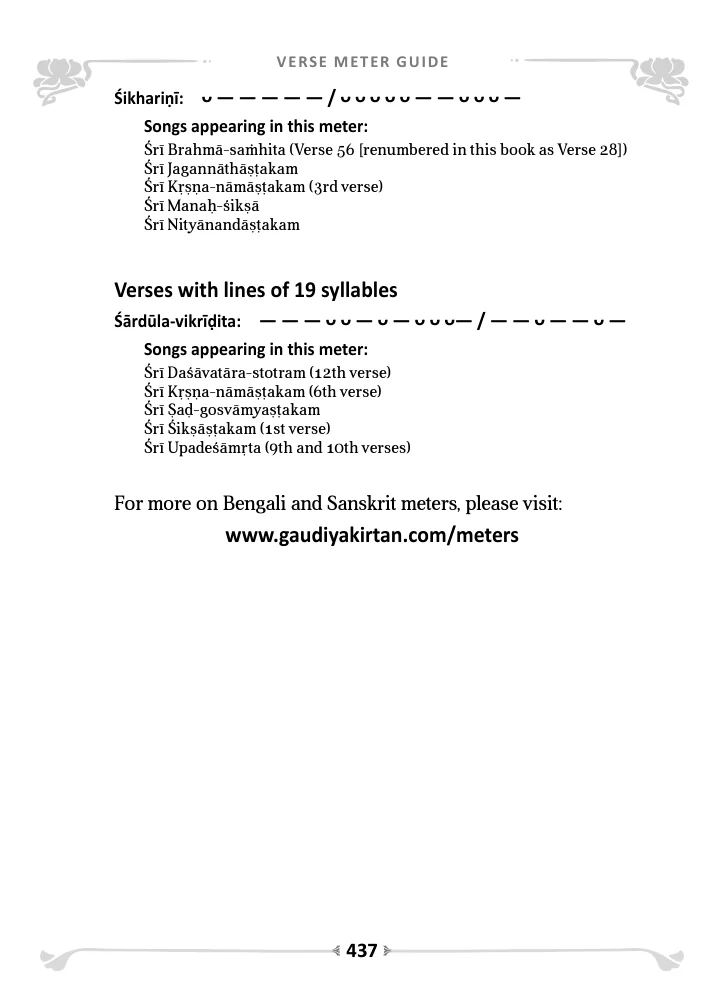 VERSE METER GUIDE
Śikhariṇī: ᴗ — — — — — / ᴗ ᴗ ᴗ ᴗ ᴗ — — ᴗ ᴗ ᴗ —
Songs appearing in this meter:
Śrī Brahmā-saṁhita (Verse 56 [renumbered in this book as Verse 28])
Śrī Jagannāthāṣṭakam
Śrī Kṛṣṇa-nāmāṣṭakam (3rd verse)
Śrī Manaḥ-śikṣā
Śrī Nityānandāṣṭakam
Verses with lines of 19 syllables
Śārdūla-vikrīḍita: — — — ᴗ ᴗ — ᴗ — ᴗ ᴗ ᴗ— / — — ᴗ — — ᴗ —
Songs appearing in this meter:
Śrī Daśāvatāra-stotram (12th verse)
Śrī Kṛṣṇa-nāmāṣṭakam (6th verse)
Śrī Ṣaḍ-gosvāmyaṣṭakam
Śrī Śikṣāṣṭakam (1st verse)
Śrī Upadeśāmṛta (9th and 10th verses)
For more on Bengali and Sanskrit meters, please visit:
www.gaudiyakirtan.com/meters
437